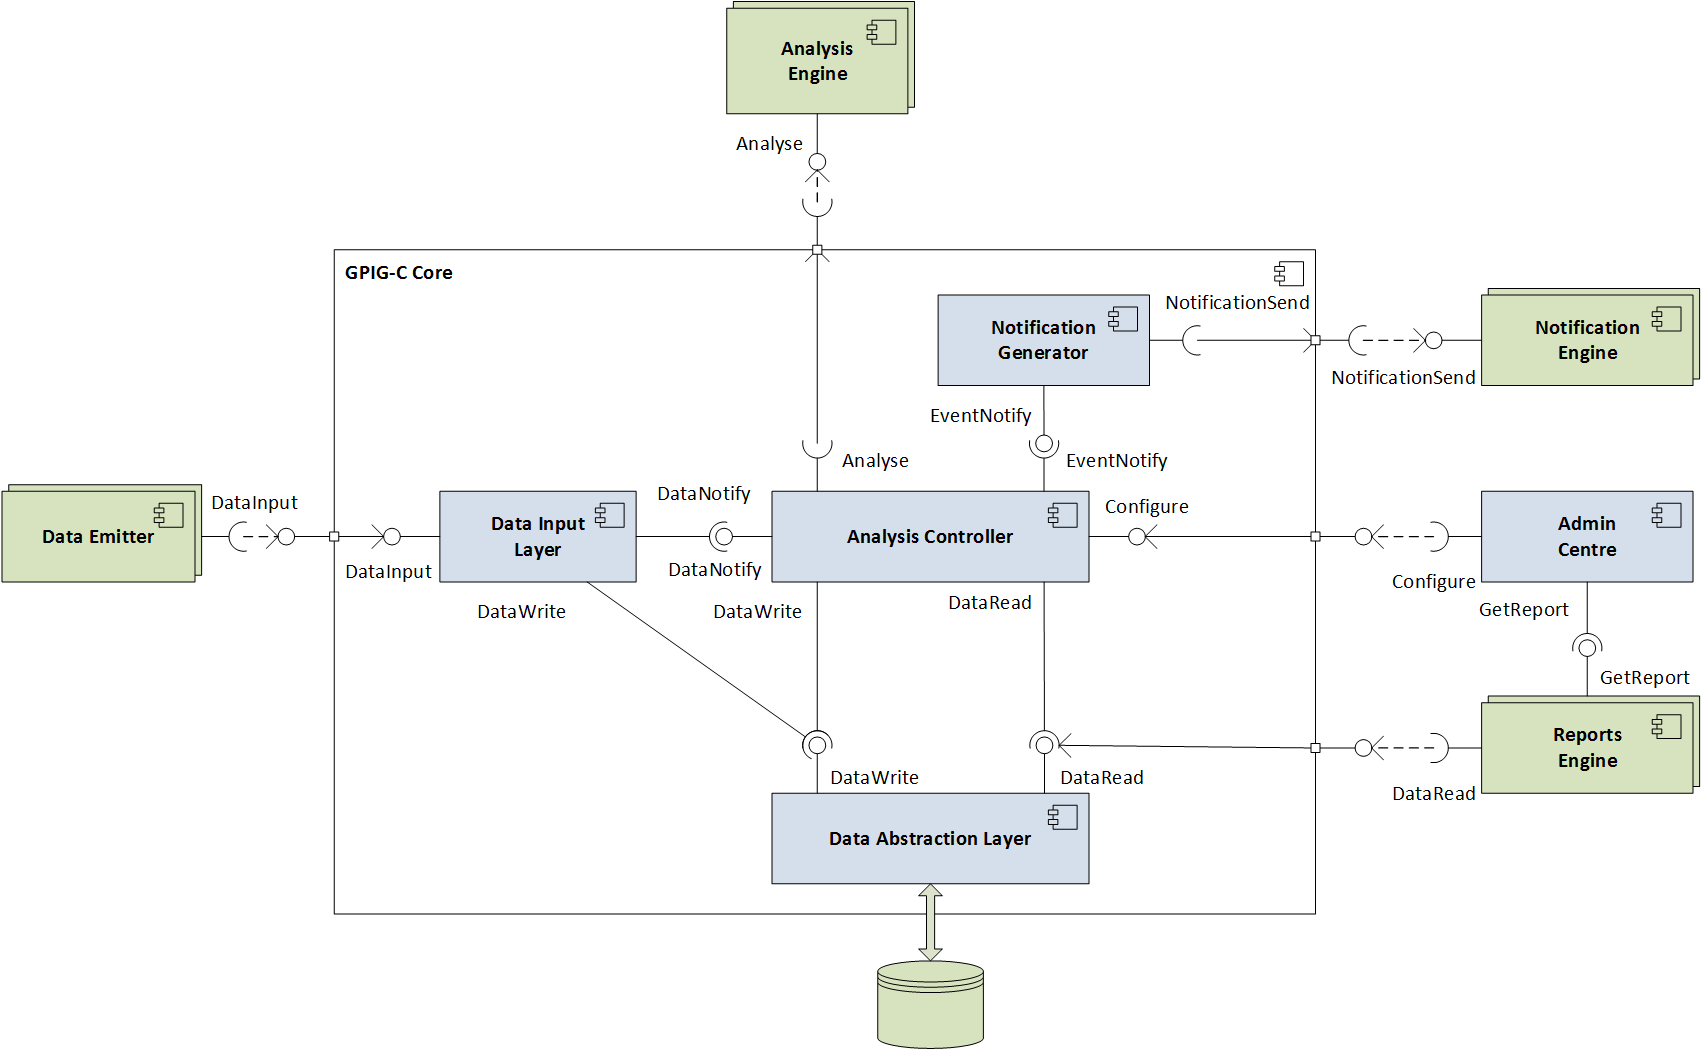 Analysis
Engine
Analyse
GPIG-C Core
NotificationSend
Notification
Generator
Notification
Engine
NotificationSend
EventNotify
EventNotify
Analyse
DataInput
DataNotify
Configure
Data Emitter
Data Input
Layer
Analysis Controller
Admin
Centre
DataInput
DataNotify
Configure
DataWrite
DataWrite
DataRead
GetReport
GetReport
Reports
Engine
DataWrite
DataRead
DataRead
Data Abstraction Layer